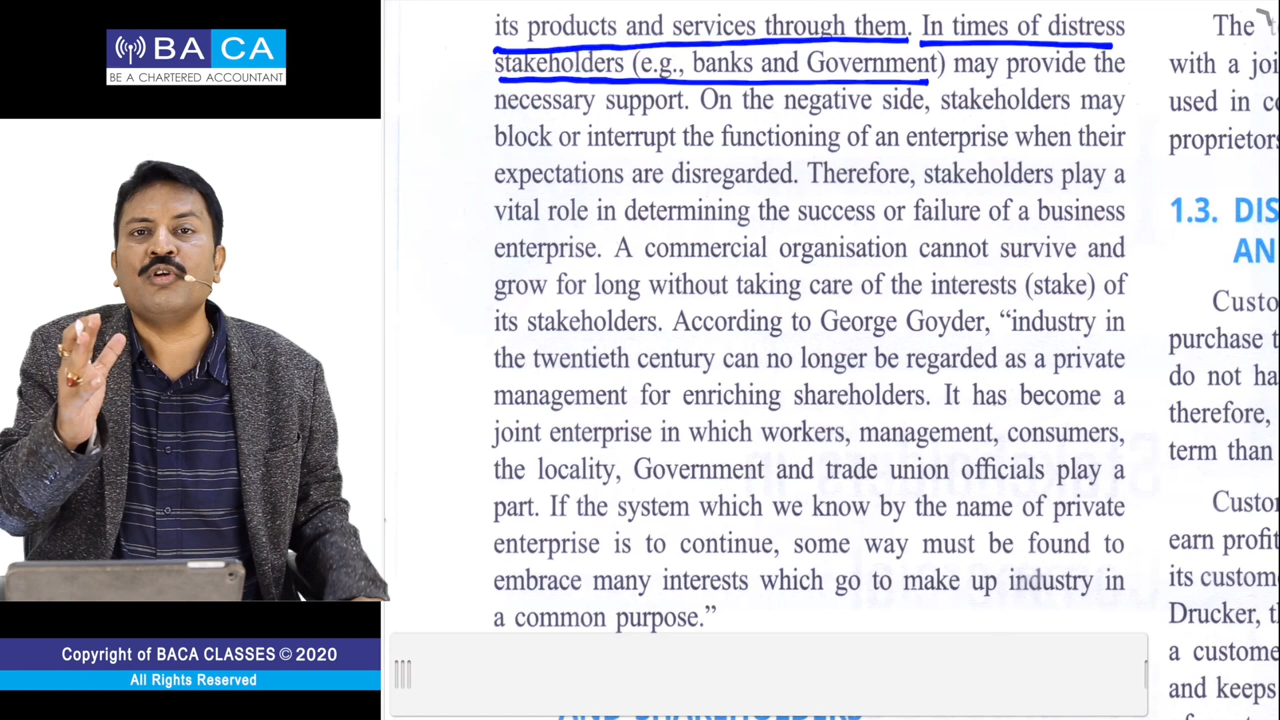 BACA
BE A CHARTERED ACCOUNTANT
its products and services through them. In times of distress
stakeholders (e.g., banks and Government) may provide the
necessary support. On the negative side, stakeholders may
block or interrupt the functioning of an enterprise when their
expectations are disregarded. Therefore, stakeholders play a
vital role in determining the success or failure of a business
enterprise. A commercial organisation cannot survive and
grow for long without taking care of the interests (stake) of
its stakeholders. According to George Goyder, “industry in
the twentieth century can no longer be regarded as a private
management for enriching shareholders. It has become a
joint enterprise in which workers, management, consumers,
the locality, Government and trade union officials play a
part. If the system which we know by the name of private
enterprise is to continue, some way must be found to
embrace many interests which go to make up industry in
a common purpose.”
AND SHAREHOLDERS
The
with a joi
used in co
proprietors
1.3. DIS
AN
Custo
purchase t
do not ha
therefore,
term than
Custom
earn profit
its custom
Drucker, t
a custome
and keeps
Copyright of BACA CLASSES © 2020
All Rights Reserved